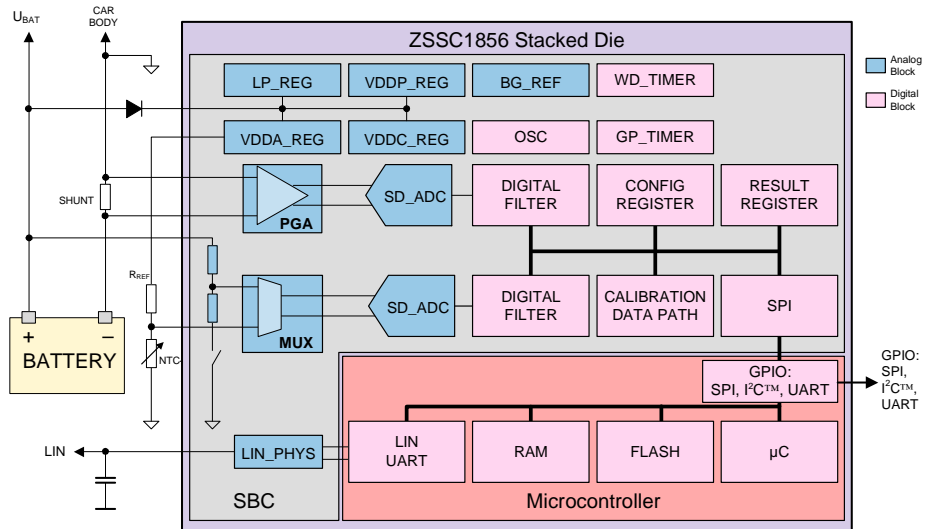 U_BAT
CAR
BODY
ZSSC1856 Stacked Die
Analog
Block
Digital
Block
LP_REG
VDDP_REG
BG_REF
WD_TIMER
VDDA_REG
VDDC_REG
OSC
GP_TIMER
SHUNT
PGA
SD_ADC
DIGITAL
FILTER
CONFIG
REGISTER
RESULT
REGISTER
R_REF
MUX
SD_ADC
DIGITAL
FILTER
CALIBRATION
DATA PATH
SPI
+
−
BATTERY
NTC
GPIO:
SPI, I²C™, UART
GPIO:
SPI,
I²C™,
UART
LIN
LIN_PHYS
LIN
UART
RAM
FLASH
µC
SBC
Microcontroller